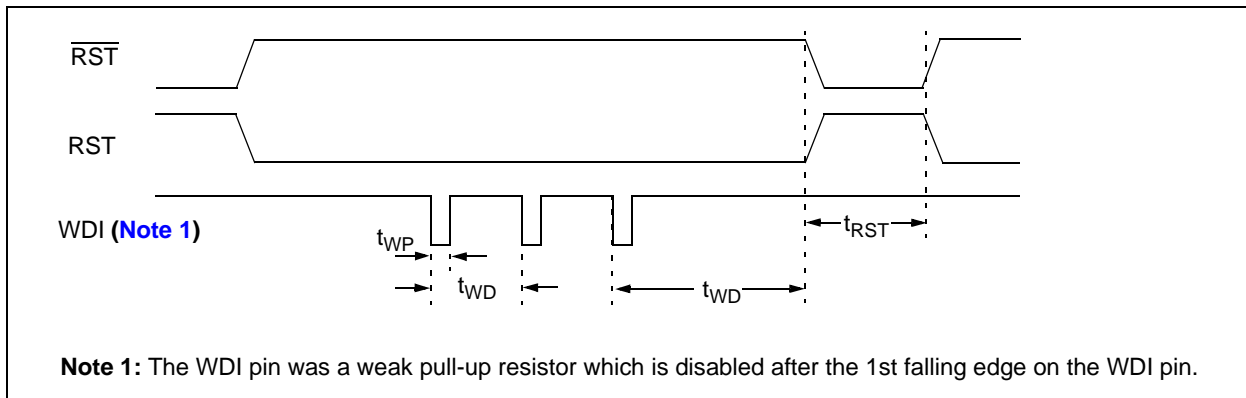 R̅S̅T̅
RST
WDI (Note 1)
tWP
tWD
tWD
tRST
Note 1: The WDI pin was a weak pull-up resistor which is disabled after the 1st falling edge on the WDI pin.